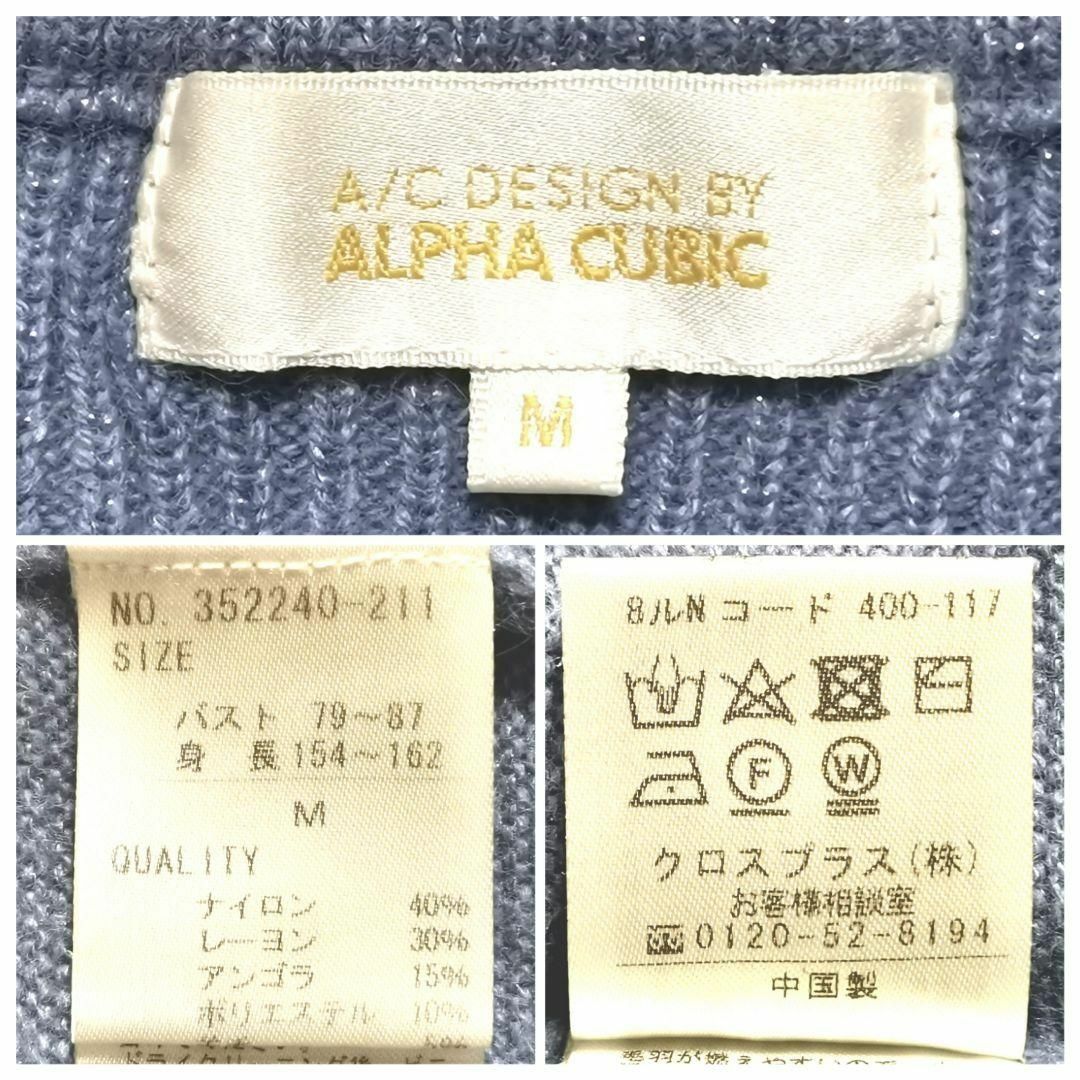 A/C DESIGN BY
ALPHA CUBIC
M
NO. 352240-211
SIZE
バスト 79～87
身長 154～162
M
QUALITY
ナイロン 40%
レーヨン 30%
アンゴラ 15%
ポリエステル 10%
コード 400-117
F
W
クロスプラス(株)
お客様相談室
0120-52-8194
中国製